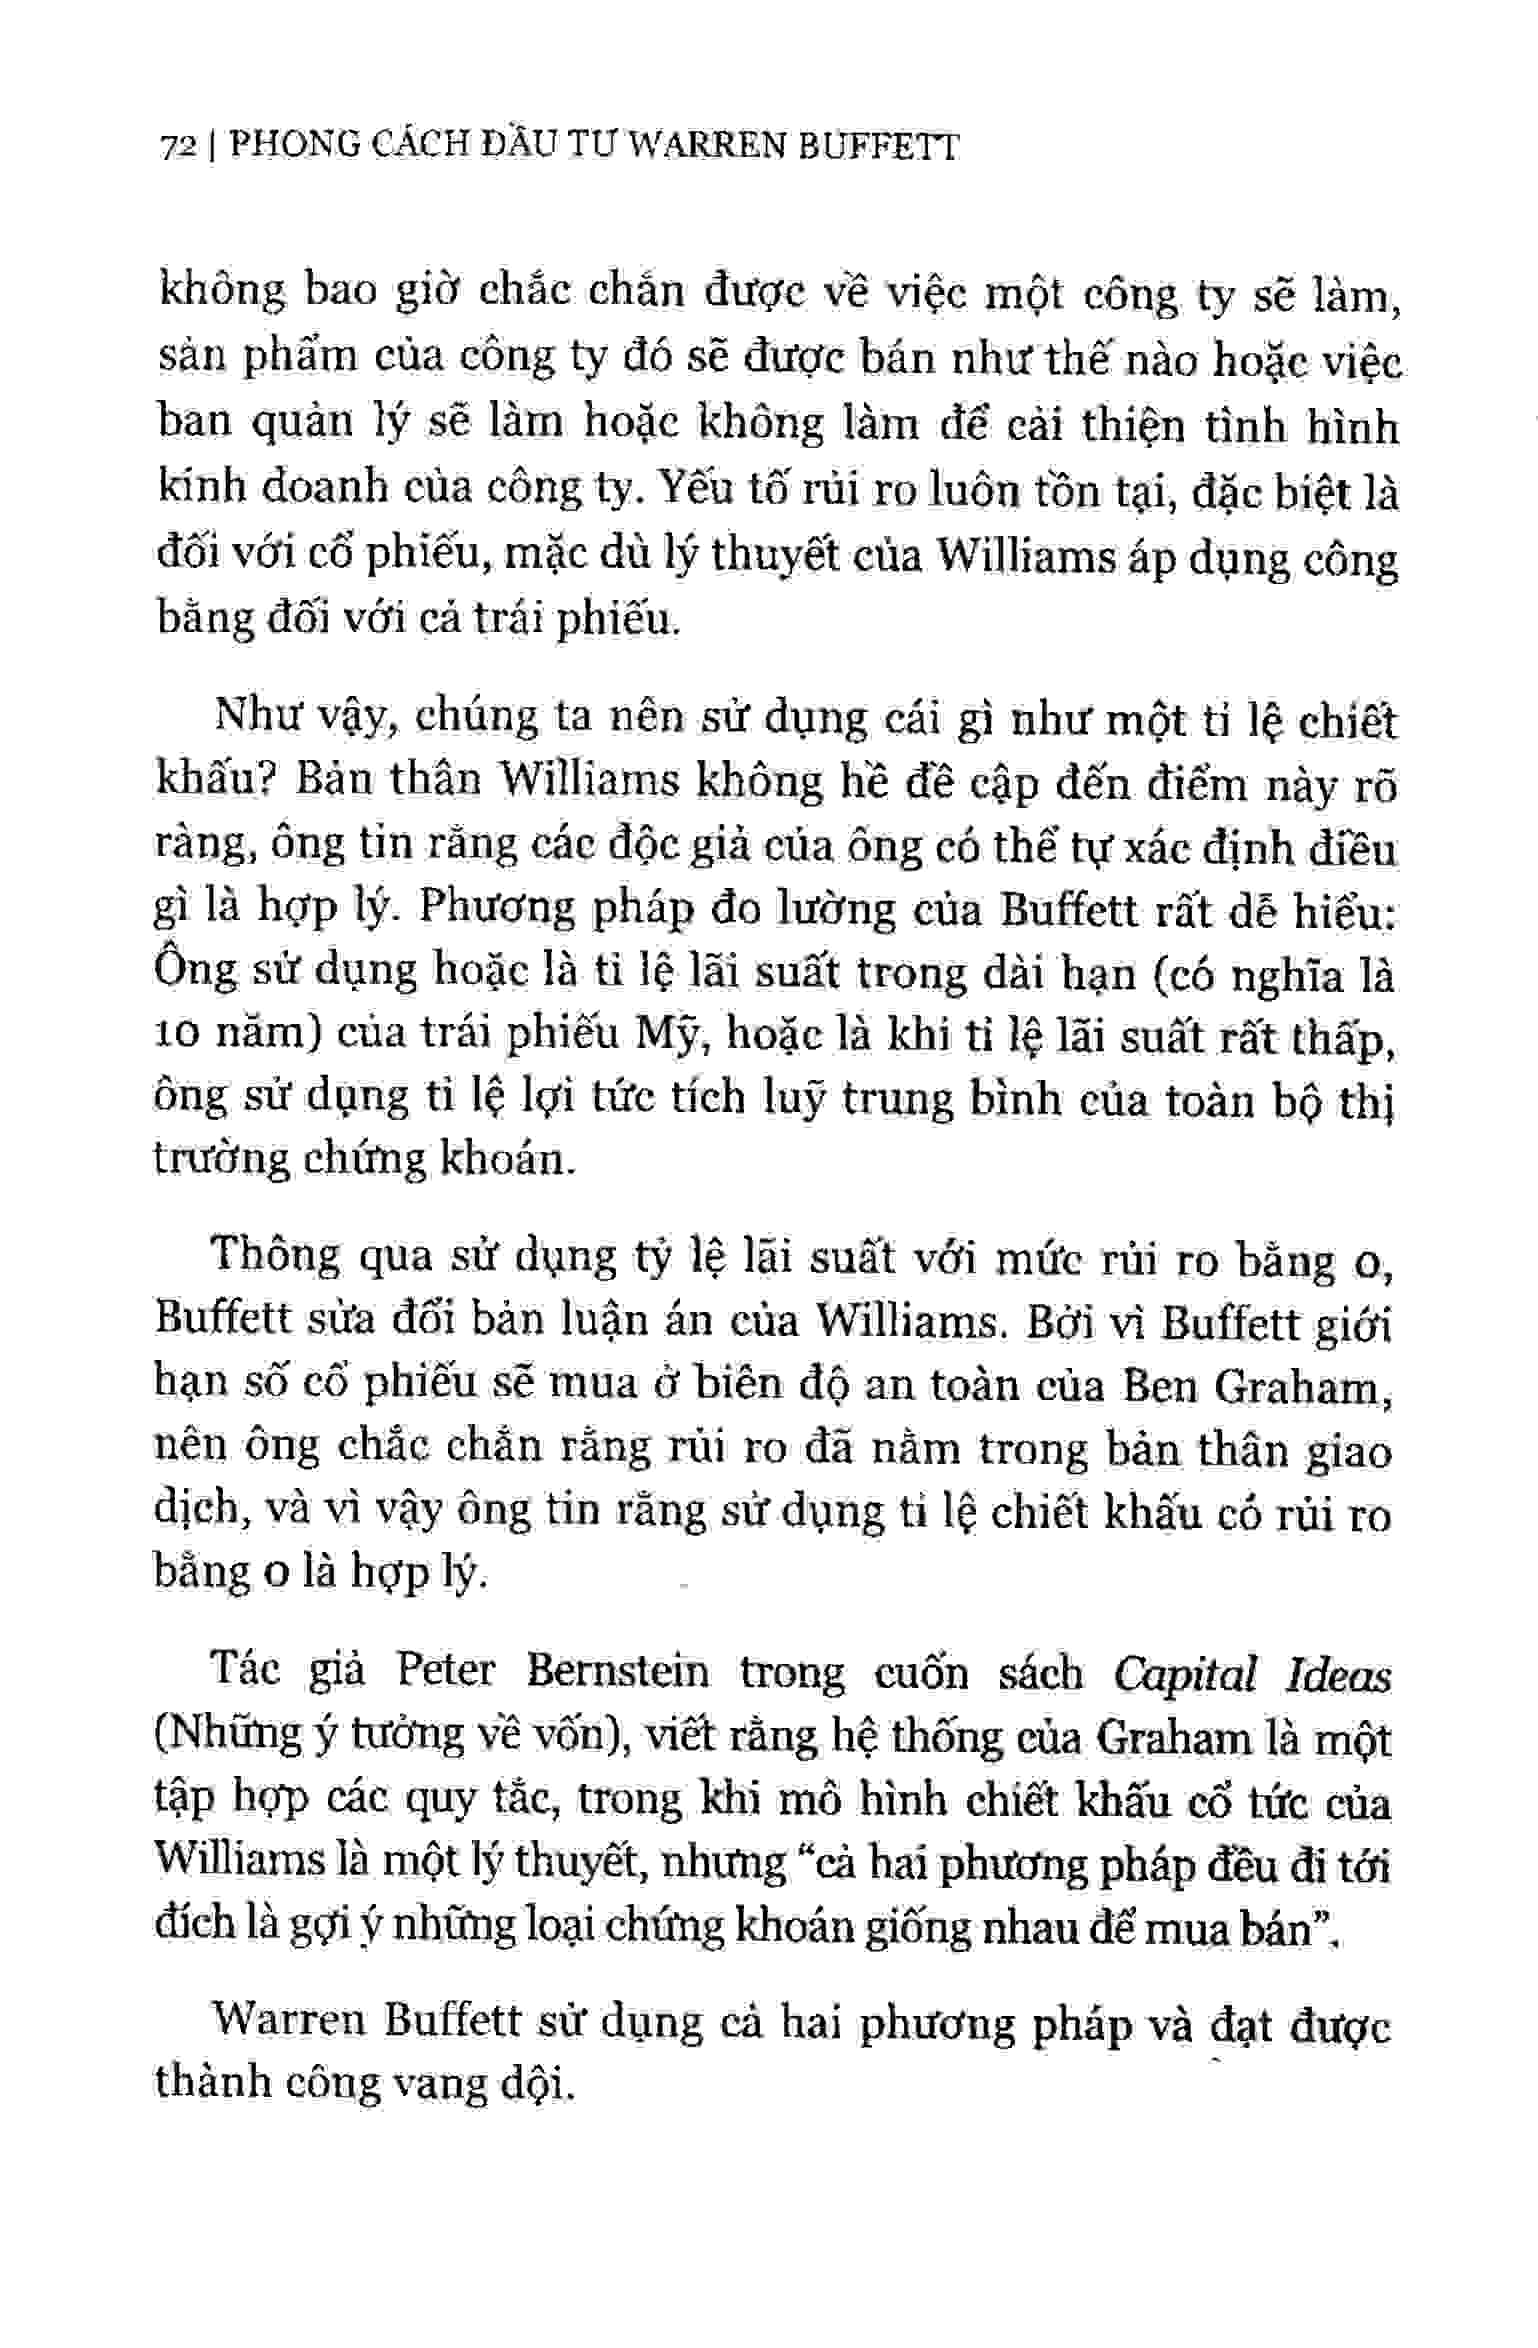 72 | PHONG CÁCH ĐẦU TƯ WARREN BUFFETT
không bao giờ chắc chắn được về việc một công ty sẽ làm,
sản phẩm của công ty đó sẽ được bán như thế nào hoặc việc
ban quản lý sẽ làm hoặc không làm để cải thiện tình hình
kinh doanh của công ty. Yếu tố rủi ro luôn tồn tại, đặc biệt là
đối với cổ phiếu, mặc dù lý thuyết của Williams áp dụng công
bằng đối với cả trái phiếu.
Như vậy, chúng ta nên sử dụng cái gì như một tỉ lệ chiết
khấu? Bản thân Williams không hề đề cập đến điểm này rõ
ràng, ông tin rằng các độc giả của ông có thể tự xác định điều
gì là hợp lý. Phương pháp đo lường của Buffett rất dễ hiểu:
Ông sử dụng hoặc là tỉ lệ lãi suất trong dài hạn (có nghĩa là
10 năm) của trái phiếu Mỹ, hoặc là khi tỉ lệ lãi suất rất thấp,
ông sử dụng tỉ lệ lợi tức tích luỹ trung bình của toàn bộ thị
trường chứng khoán.
Thông qua sử dụng tỷ lệ lãi suất với mức rủi ro bằng 0,
Buffett sửa đổi bản luận án của Williams. Bởi vì Buffett giới
hạn số cổ phiếu sẽ mua ở biên độ an toàn của Ben Graham,
nên ông chắc chắn rằng rủi ro đã nằm trong bản thân giao
dịch, và vì vậy ông tin rằng sử dụng tỉ lệ chiết khấu có rủi ro
bằng 0 là hợp lý.
Tác giả Peter Bernstein trong cuốn sách Capital Ideas
(Những ý tưởng về vốn), viết rằng hệ thống của Graham là một
tập hợp các quy tắc, trong khi mô hình chiết khấu cổ tức của
Williams là một lý thuyết, nhưng “cả hai phương pháp đều đi tới
đích là gợi ý những loại chứng khoán giống nhau để mua bán”.
Warren Buffett sử dụng cả hai phương pháp và đạt được
thành công vang dội.